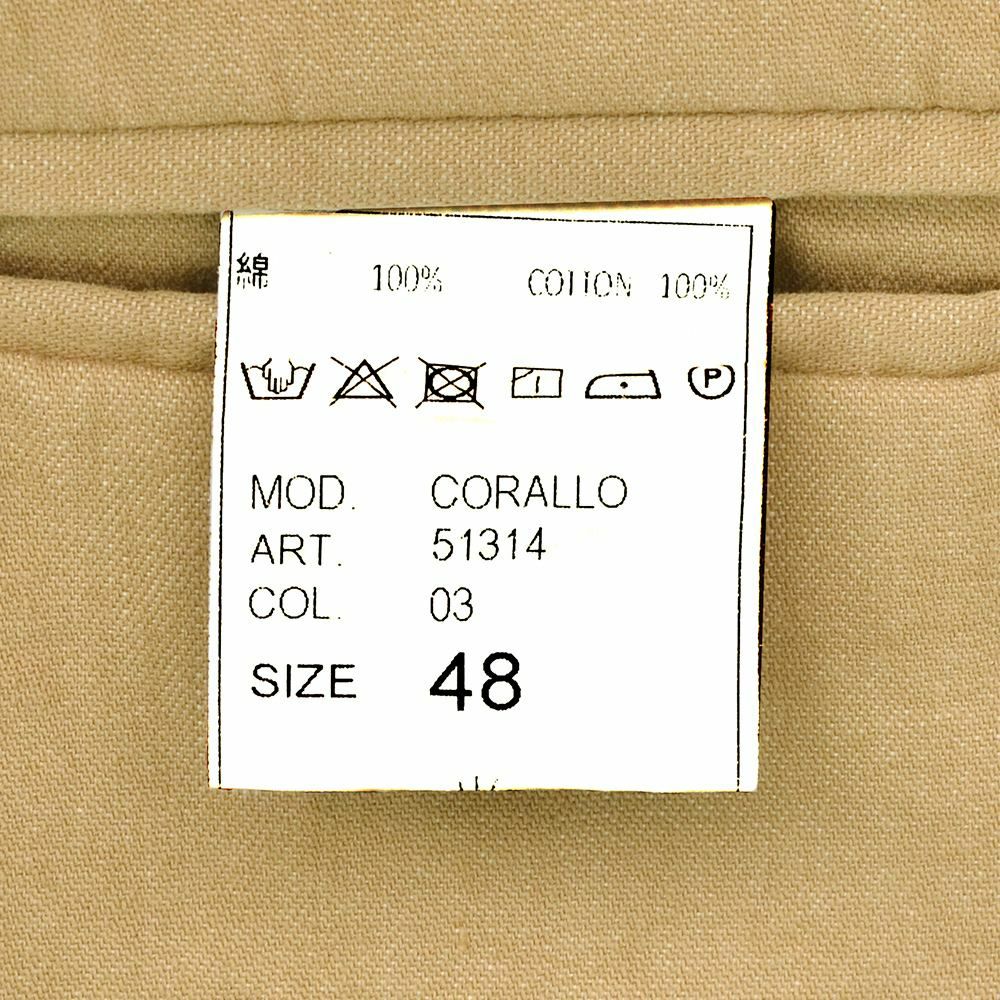 綿 100% COTTON 100%
P
MOD. CORALLO
ART. 51314
COL. 03
SIZE 48